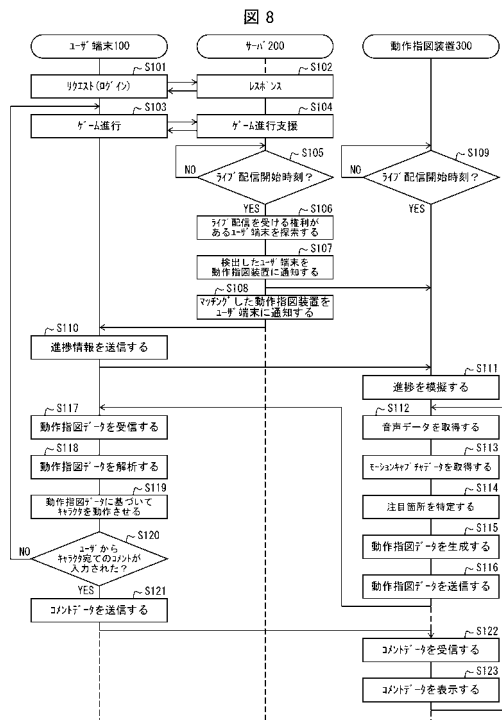 図 8
ﾕｰｻﾞ端末100
ｻｰﾊﾞ200
動作指図装置300
S101
ﾘｸｴｽﾄ(ﾛｸﾞｲﾝ)
S102
ﾚｽﾎﾟﾝｽ
S103
ｹﾞｰﾑ進行
S104
ｹﾞｰﾑ進行支援
S105
ﾗｲﾌﾞ配信開始時刻?
NO
YES
S109
ﾗｲﾌﾞ配信開始時刻?
NO
YES
S106
ﾗｲﾌﾞ配信を受ける権利が
あるﾕｰｻﾞ端末を探索する
S107
検出したﾕｰｻﾞ端末を
動作指図装置に通知する
S108
ﾏｯﾁﾝｸﾞした動作指図装置を
ﾕｰｻﾞ端末に通知する
S110
進捗情報を送信する
S111
進捗を模擬する
S112
音声データを取得する
S113
ﾓｰｼｮﾝｷｬﾌﾟﾁｬﾃﾞｰﾀを取得する
S114
注目箇所を特定する
S115
動作指図データを生成する
S116
動作指図データを送信する
S117
動作指図データを受信する
S118
動作指図データを解析する
S119
動作指図データに基づいて
キャラクタを動作させる
S120
ﾕｰｻﾞから
ｷｬﾗｸﾀ宛てのｺﾒﾝﾄが
入力された?
NO
YES
S121
ｺﾒﾝﾄデータを送信する
S122
ｺﾒﾝﾄデータを受信する
S123
ｺﾒﾝﾄデータを表示する